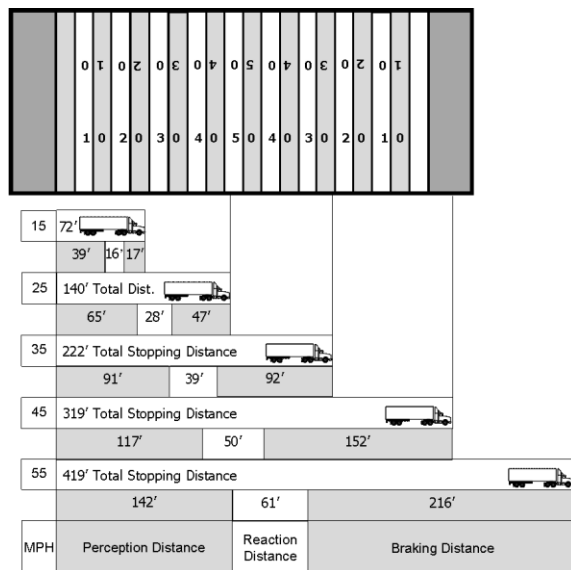 1 0 2 0 3 0 4 0 5 0 4 0 3 0 2 0 1 0
1 0 2 0 3 0 4 0 5 0 4 0 3 0 2 0 1 0
15 72′
39′ 16′ 17′
25 140′ Total Dist.
65′ 28′ 47′
35 222′ Total Stopping Distance
91′ 39′ 92′
45 319′ Total Stopping Distance
117′ 50′ 152′
55 419′ Total Stopping Distance
142′ 61′ 216′
MPH Perception Distance Reaction Distance Braking Distance